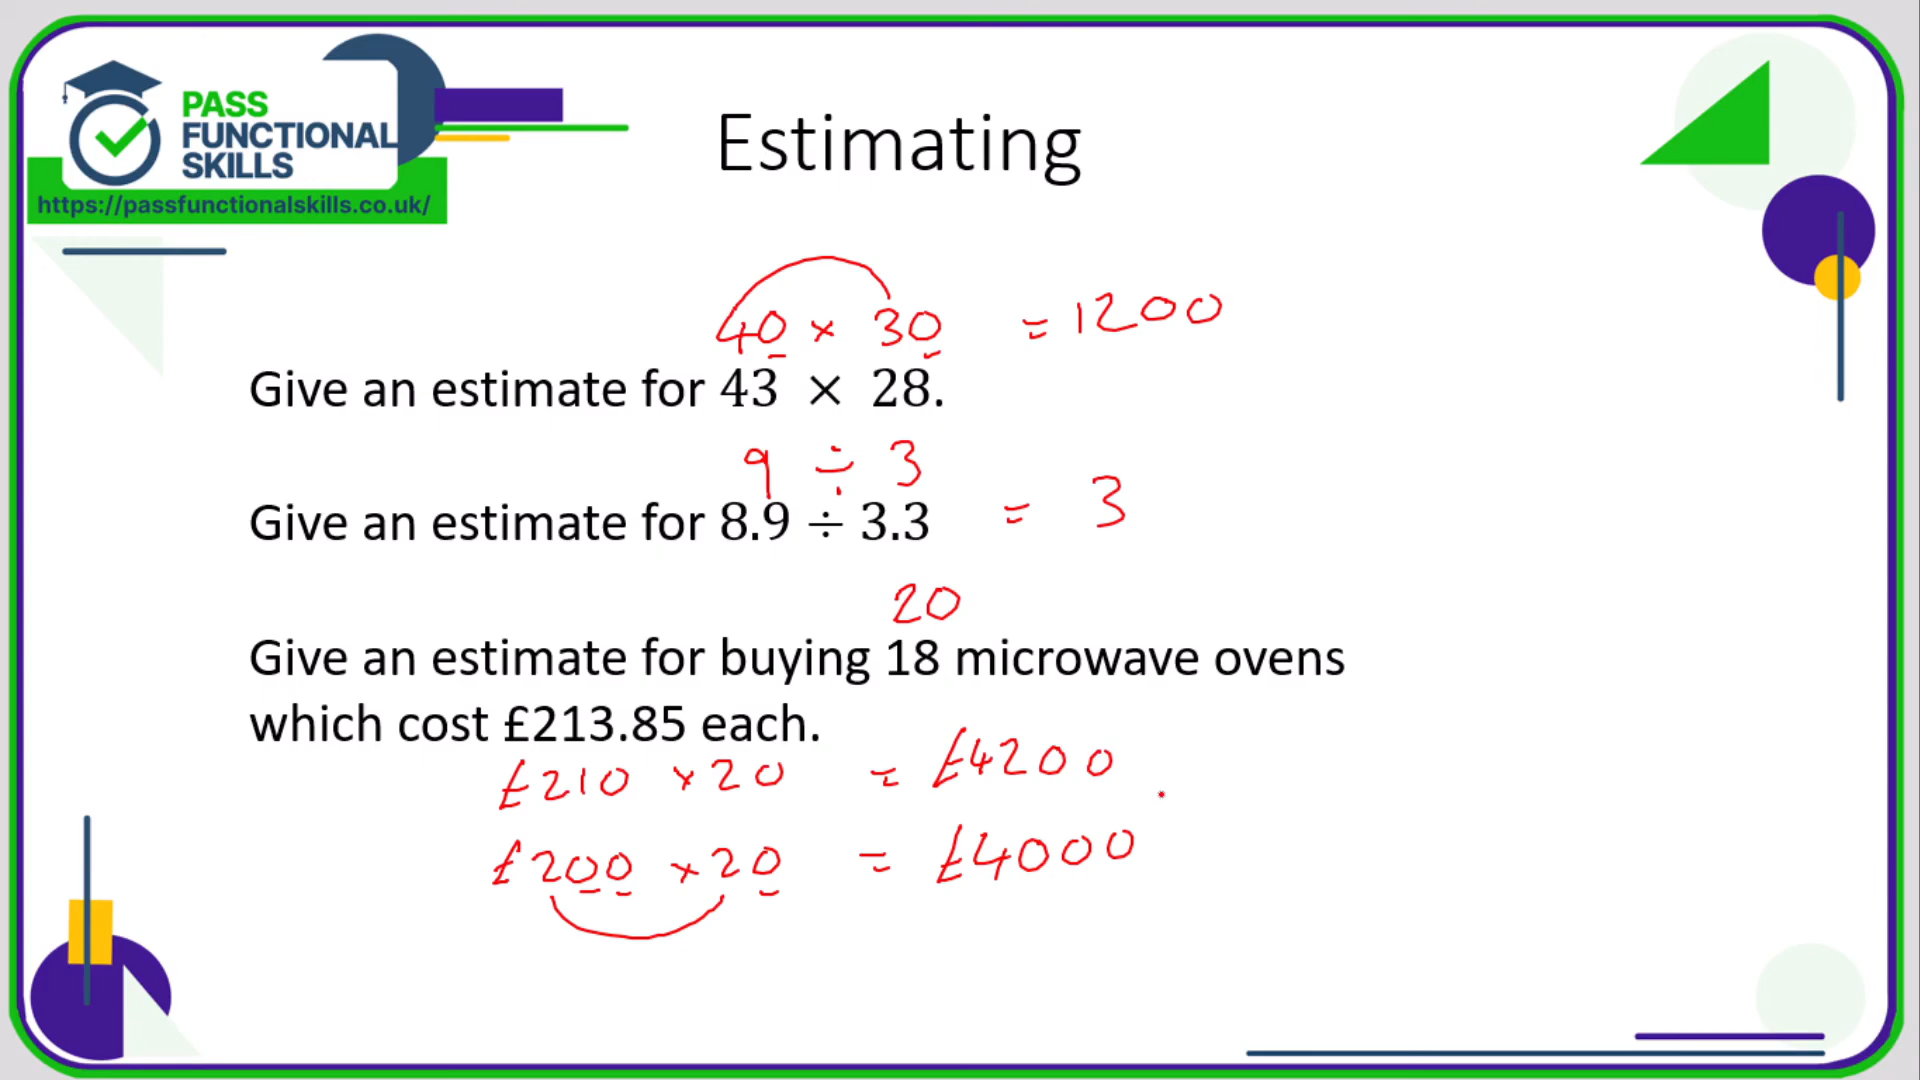 PASS
FUNCTIONAL
SKILLS
https://passfunctionalskills.co.uk/
Estimating
40 × 30 = 1200
Give an estimate for 43 × 28.
9 ÷ 3
Give an estimate for 8.9 ÷ 3.3 = 3
20
Give an estimate for buying 18 microwave ovens
which cost £213.85 each.
£210 × 20 = £4200
£200 × 20 = £4000